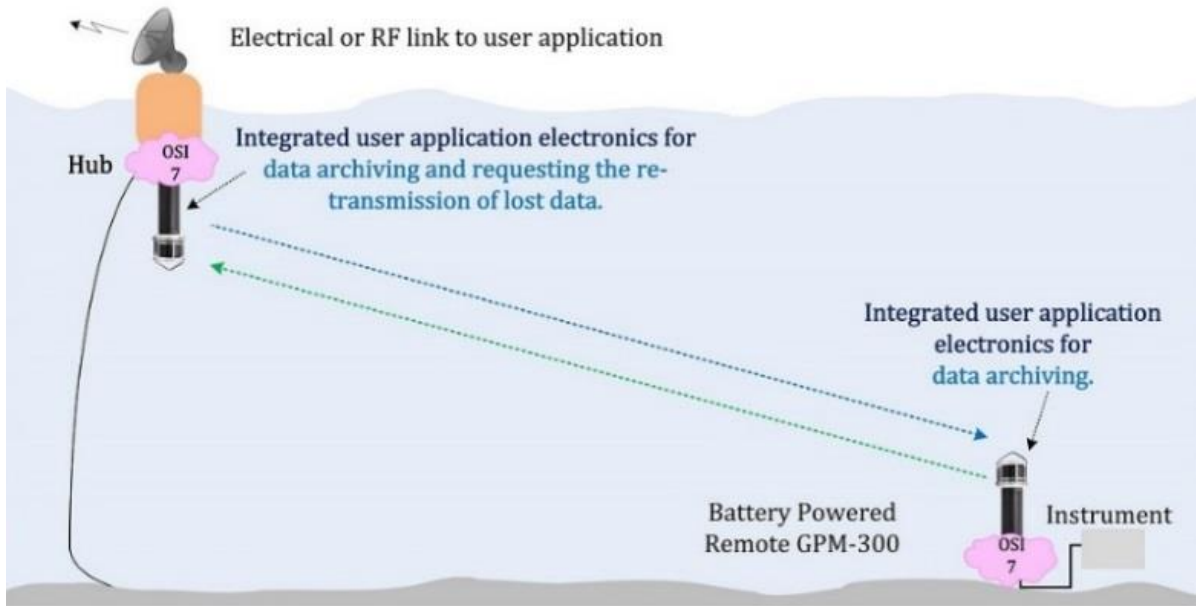 Electrical or RF link to user application
Integrated user application electronics for
data archiving and requesting the re-
transmission of lost data.
Hub
OSI
7
Integrated user application
electronics for
data archiving.
Battery Powered
Remote GPM-300
Instrument
OSI
7